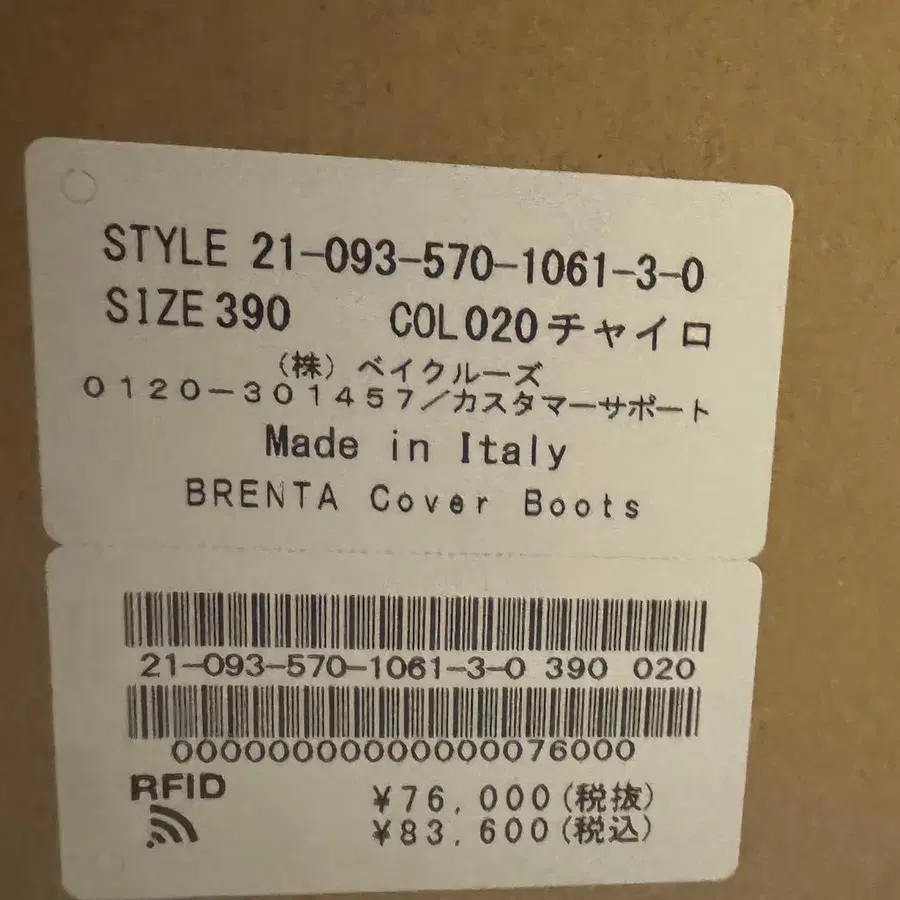 STYLE 21-093-570-1061-3-0
SIZE 390 COL 020 チャイロ
(株) ベイクルーズ
0120-301457/カスタマーサポート
Made in Italy
BRENTA Cover Boots
21-093-570-1061-3-0 390 020
00000000000000000076000
RFID
¥76,000(税抜)
¥83,600(税込)